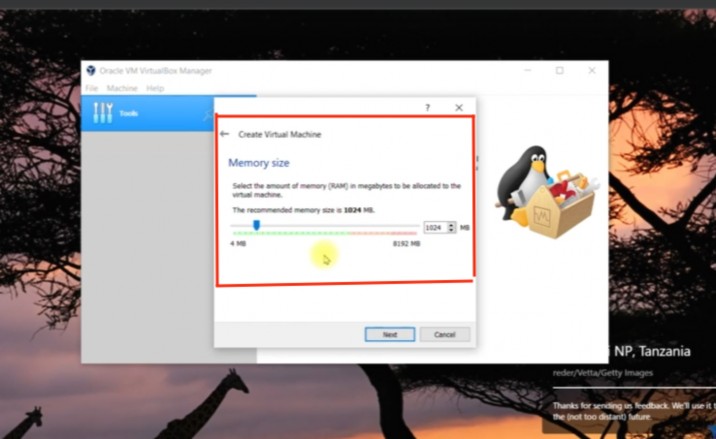 Oracle VM VirtualBox Manager
File Machine Help
Tools
?
Create Virtual Machine
Memory size
Select the amount of memory (RAM) in megabytes to be allocated to the
virtual machine.
The recommended memory size is 1024 MB.
1024 MB
4 MB 8192 MB
Next Cancel
NP, Tanzania
reder/Vetta/Getty Images
Thanks for sending us feedback. We'll use it t
the (not too distant) future.